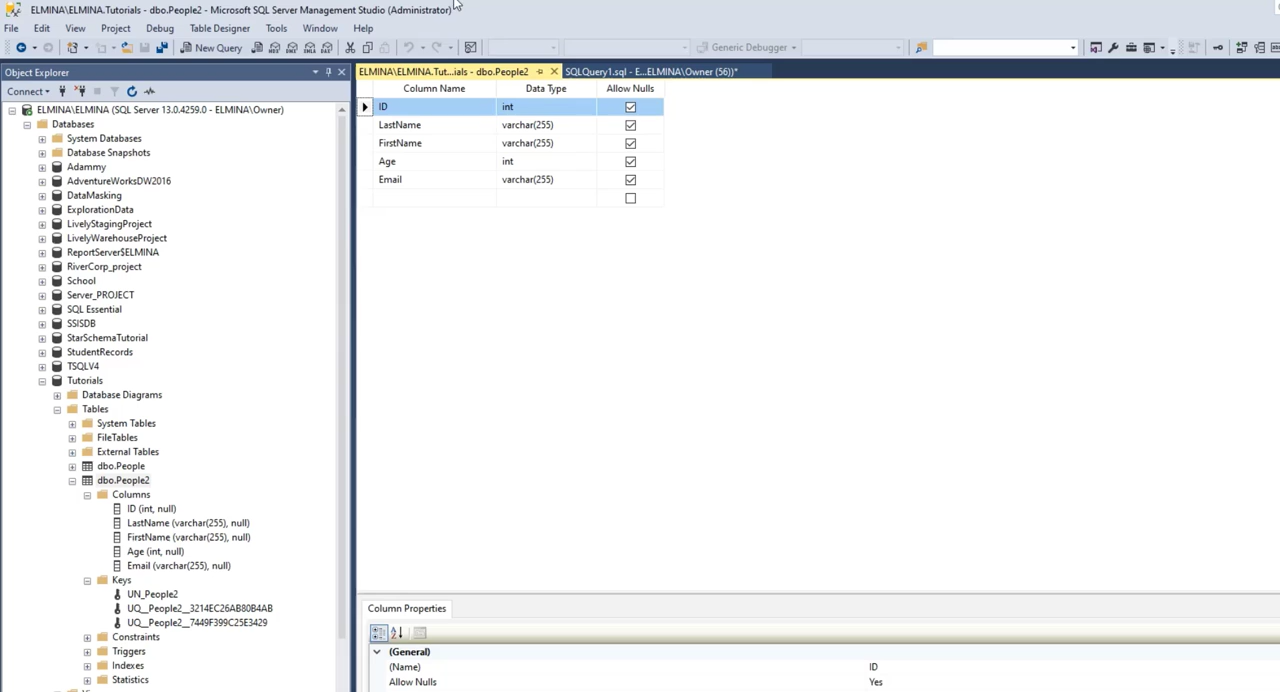 ELMINA\ELMINA.Tutorials - dbo.People2 - Microsoft SQL Server Management Studio (Administrator)
File Edit View Project Debug Table Designer Tools Window Help
New Query Generic Debugger
Object Explorer
Connect
ELMINA\ELMINA (SQL Server 13.0.4259.0 - ELMINA\Owner)
Databases
System Databases
Database Snapshots
Adammy
AdventureWorksDW2016
DataMasking
ExplorationData
LivelyStagingProject
LivelyWarehouseProject
ReportServer$ELMINA
RiverCorp_project
School
Server_PROJECT
SQL Essential
SSISDB
StarSchemaTutorial
StudentRecords
TSQLV4
Tutorials
Database Diagrams
Tables
System Tables
FileTables
External Tables
dbo.People
dbo.People2
Columns
ID (int, null)
LastName (varchar(255), null)
FirstName (varchar(255), null)
Age (int, null)
Email (varchar(255), null)
Keys
UN_People2
UQ__People2__3214EC26AB80B4AB
UQ__People2__7449F399C25E3429
Constraints
Triggers
Indexes
Statistics
ELMINA\ELMINA.Tut...ials - dbo.People2 SQLQuery1.sql - E...ELMINA\Owner (56))*
Column Name Data Type Allow Nulls
ID int
LastName varchar(255)
FirstName varchar(255)
Age int
Email varchar(255)
Column Properties
(General)
(Name) ID
Allow Nulls Yes